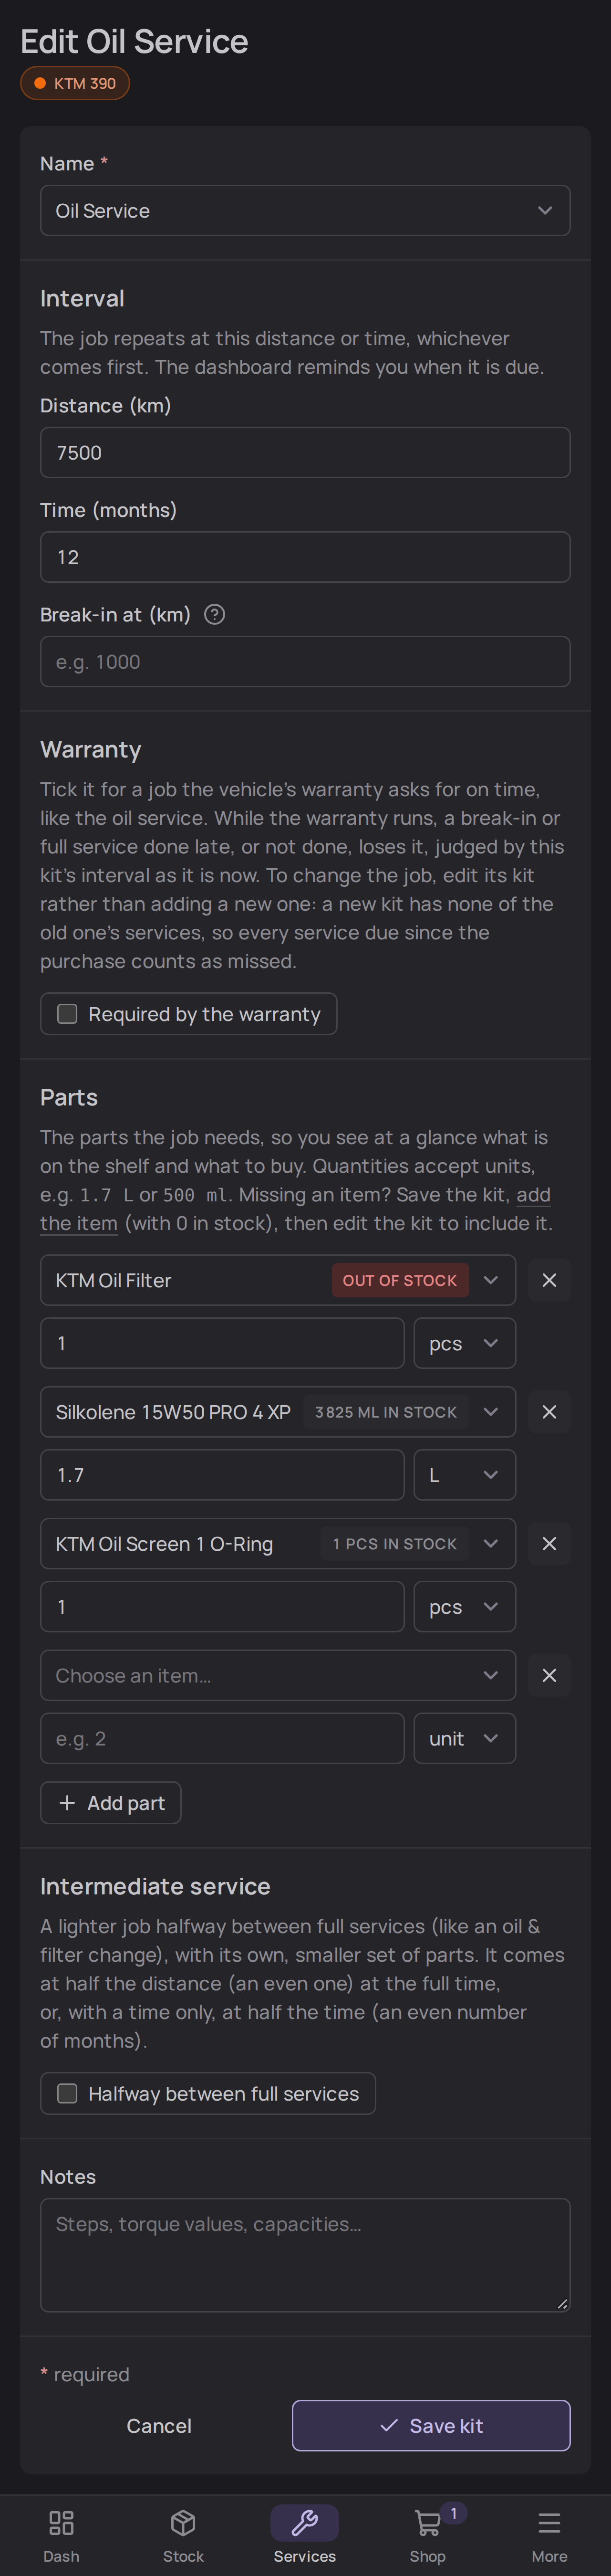 Edit Oil Service
KTM 390
Name *
Oil Service
Interval
The job repeats at this distance or time, whichever
comes first. The dashboard reminds you when it is due.
Distance (km)
7500
Time (months)
12
Break-in at (km)
e.g. 1000
Warranty
Tick it for a job the vehicle's warranty asks for on time,
like the oil service. While the warranty runs, a break-in or
full service done late, or not done, loses it, judged by this
kit's interval as it is now. To change the job, edit its kit
rather than adding a new one: a new kit has none of the
old one's services, so every service due since the
purchase counts as missed.
Required by the warranty
Parts
The parts the job needs, so you see at a glance what is
on the shelf and what to buy. Quantities accept units,
e.g. 1.7 L or 500 ml. Missing an item? Save the kit, add
the item (with 0 in stock), then edit the kit to include it.
KTM Oil Filter OUT OF STOCK
1 pcs
Silkolene 15W50 PRO 4 XP 3 825 ML IN STOCK
1.7 L
KTM Oil Screen 1 O-Ring 1 PCS IN STOCK
1 pcs
Choose an item...
e.g. 2 unit
Add part
Intermediate service
A lighter job halfway between full services (like an oil &
filter change), with its own, smaller set of parts. It comes
at half the distance (an even one) at the full time,
or, with a time only, at half the time (an even number
of months).
Halfway between full services
Notes
Steps, torque values, capacities...
* required
Cancel Save kit
1
Dash Stock Services Shop More